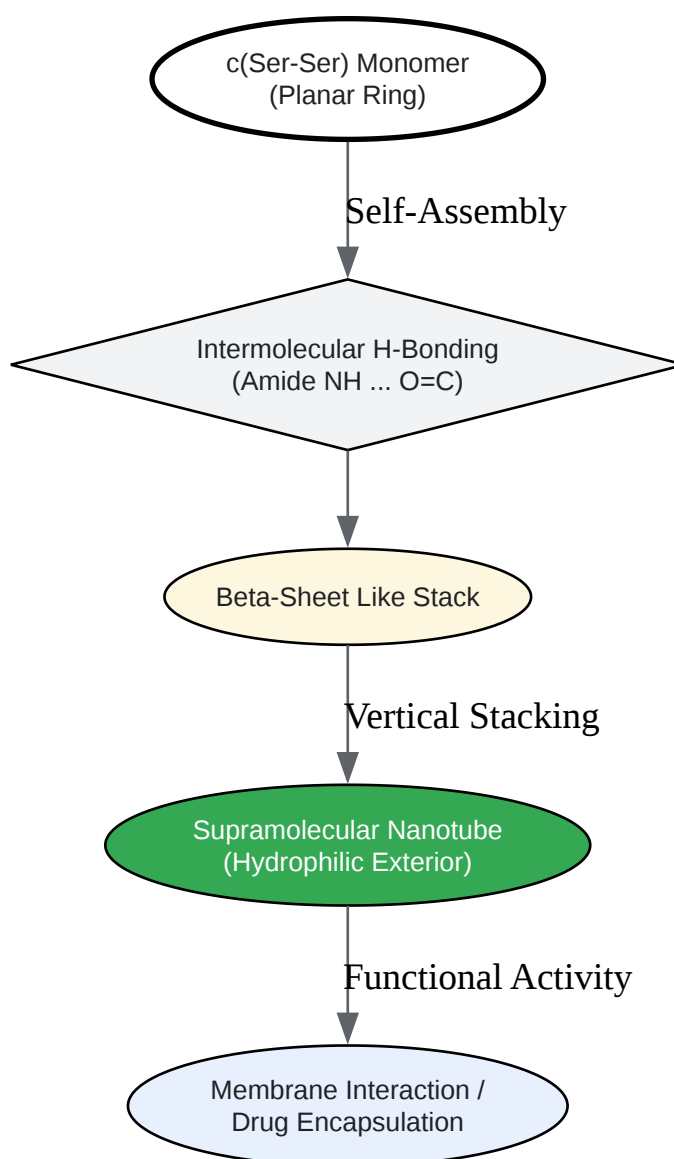 c(Ser-Ser) Monomer
(Planar Ring)
Self-Assembly
Intermolecular H-Bonding
(Amide NH ... O=C)
Beta-Sheet Like Stack
Vertical Stacking
Supramolecular Nanotube
(Hydrophilic Exterior)
Functional Activity
Membrane Interaction /
Drug Encapsulation